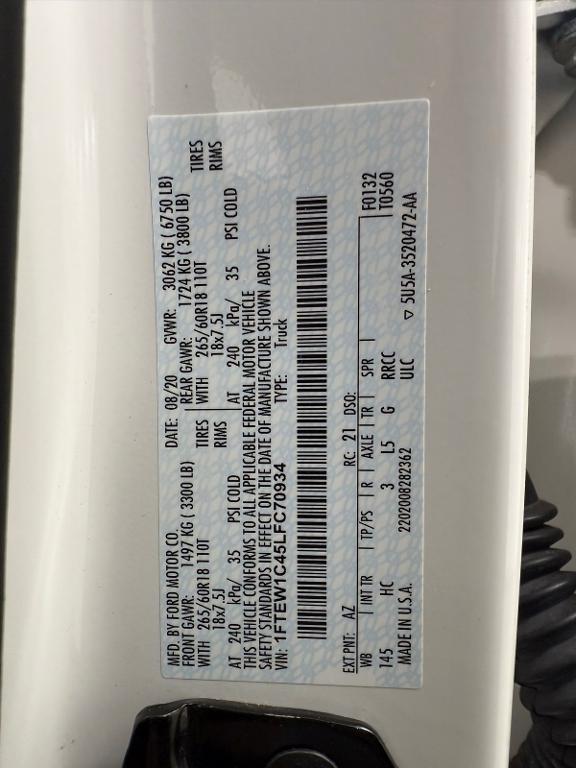 MFD. BY FORD MOTOR CO. DATE: 08/20 GVWR: 3062 KG ( 6750 LB)
FRONT GAWR: 1497 KG ( 3300 LB) REAR GAWR: 1724 KG ( 3800 LB)
WITH 265/60R18 110T TIRES WITH 265/60R18 110T TIRES
18x7.5J RIMS 18x7.5J RIMS
AT 240 kPa/ 35 PSI COLD AT 240 kPa/ 35 PSI COLD
THIS VEHICLE CONFORMS TO ALL APPLICABLE FEDERAL MOTOR VEHICLE
SAFETY STANDARDS IN EFFECT ON THE DATE OF MANUFACTURE SHOWN ABOVE.
VIN: 1FTEW1C45LFC70934 TYPE: Truck
EXT PNT: AZ RC: 21 DSO: F0132
WB | INT TR | TP/PS | R | AXLE | TR | SPR | T0560
145 HC 3 L5 G RRCC
MADE IN U.S.A. 2202008282362 ULC ▽ 5U5A-3520472-AA